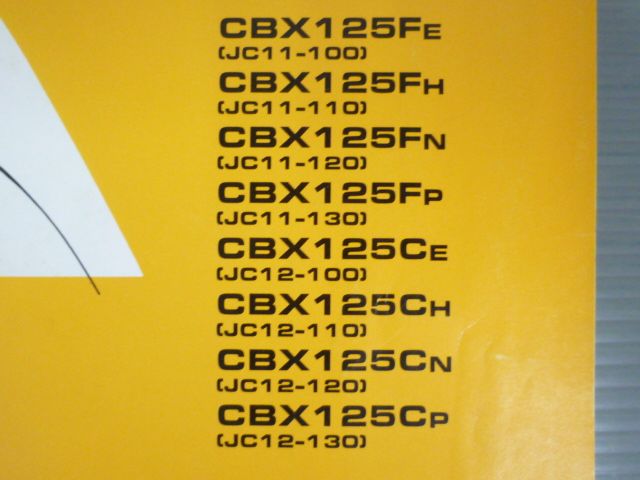 CBX125FE
(JC11-100)
CBX125FH
(JC11-110)
CBX125FN
(JC11-120)
CBX125FP
(JC11-130)
CBX125CE
(JC12-100)
CBX125CH
(JC12-110)
CBX125CN
(JC12-120)
CBX125CP
(JC12-130)